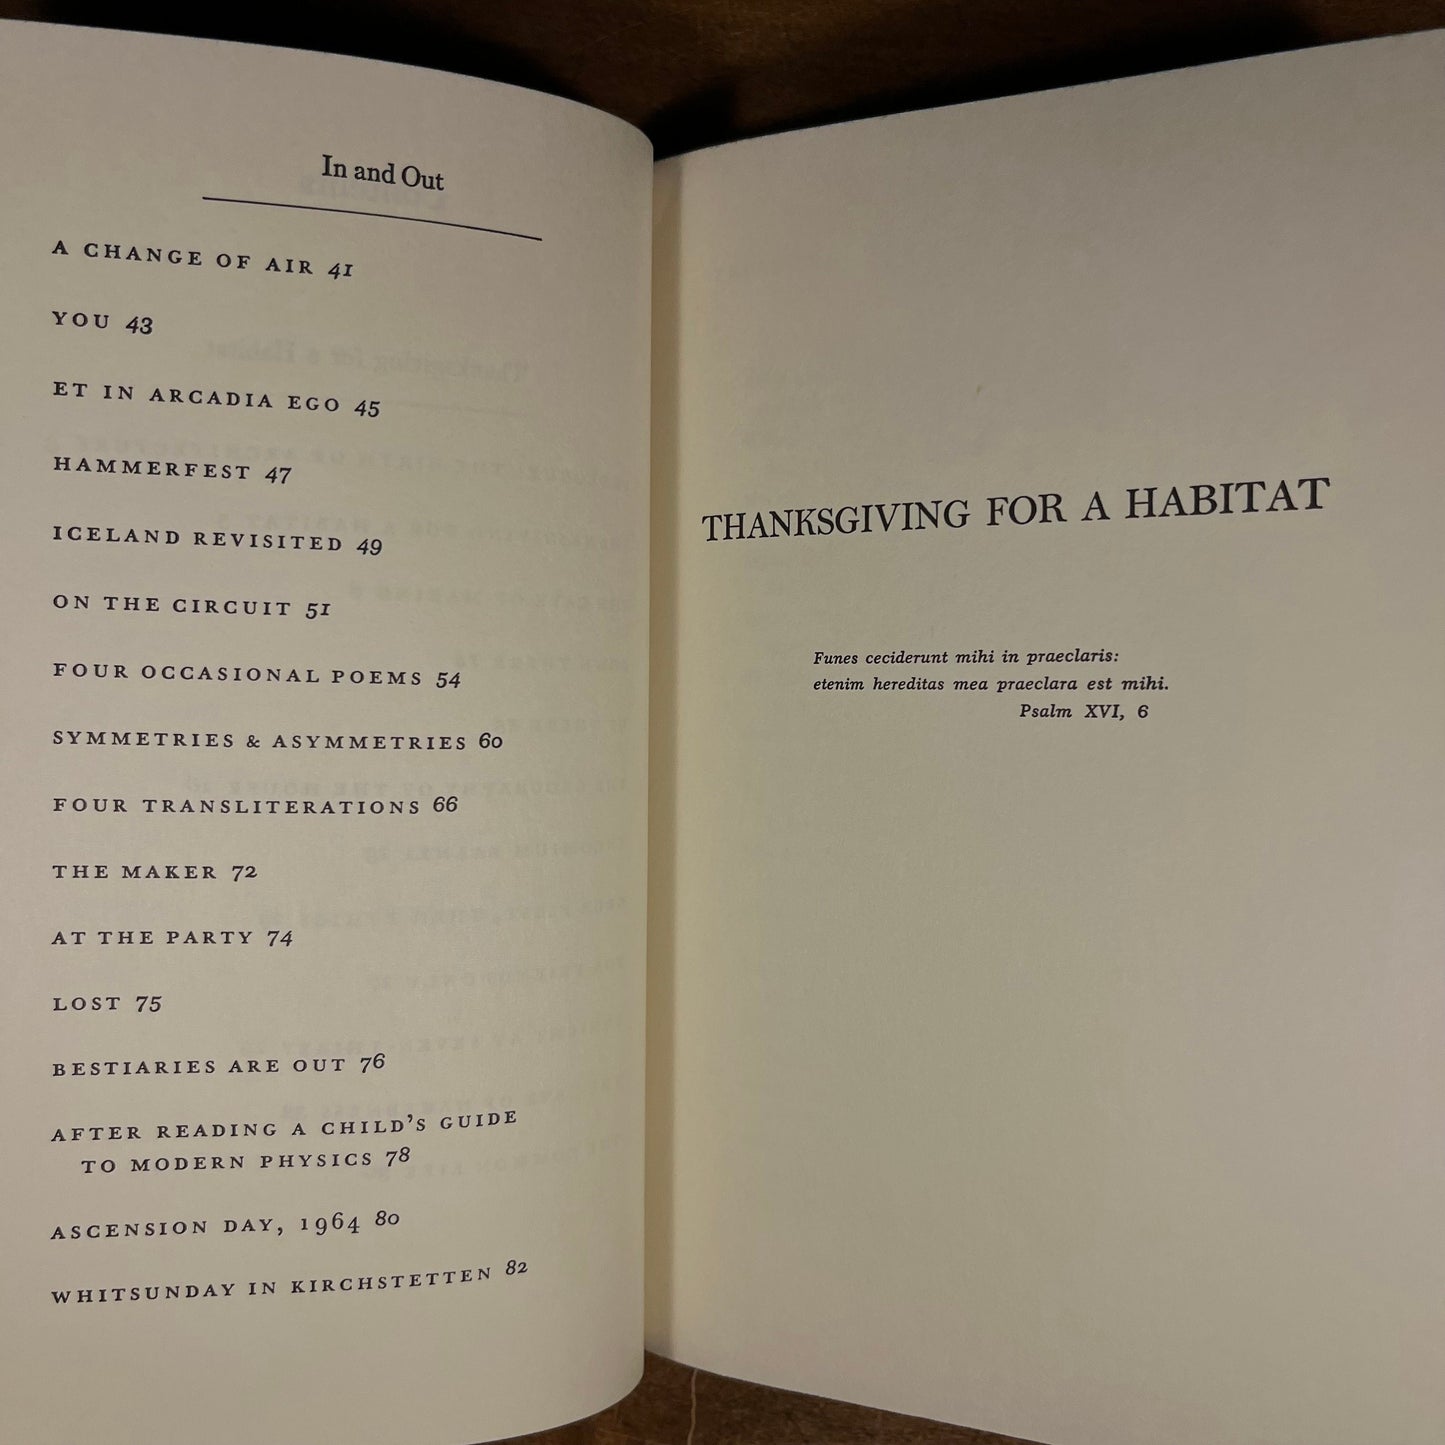 In and Out
A CHANGE OF AIR 41
YOU 43
ET IN ARCADIA EGO 45
HAMMERFEST 47
ICELAND REVISITED 49
ON THE CIRCUIT 51
FOUR OCCASIONAL POEMS 54
SYMMETRIES & ASYMMETRIES 60
FOUR TRANSLITERATIONS 66
THE MAKER 72
AT THE PARTY 74
LOST 75
BESTIARIES ARE OUT 76
AFTER READING A CHILD'S GUIDE
TO MODERN PHYSICS 78
ASCENSION DAY, 1964 80
WHITSUNDAY IN KIRCHSTETTEN 82
THANKSGIVING FOR A HABITAT
Funes ceciderunt mihi in praeclaris:
etenim hereditas mea praeclara est mihi.
Psalm XVI, 6